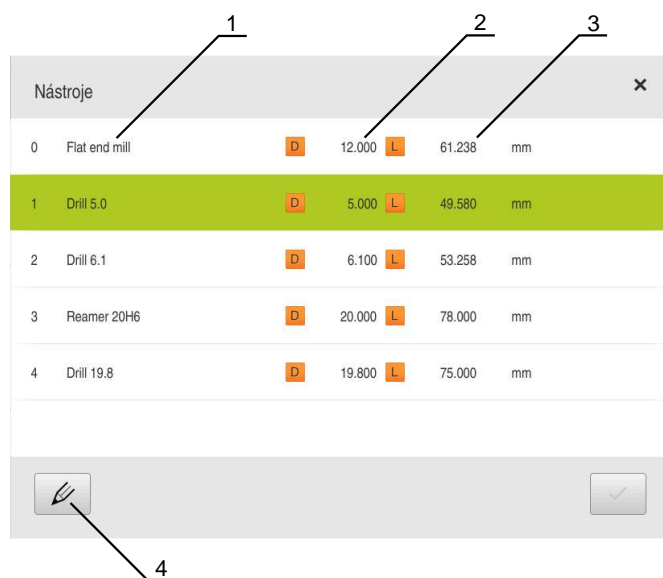 1 2 3
Nástroje ×
0 Flat end mill D 12.000 L 61.238 mm
1 Drill 5.0 D 5.000 L 49.580 mm
2 Drill 6.1 D 6.100 L 53.258 mm
3 Reamer 20H6 D 20.000 L 78.000 mm
4 Drill 19.8 D 19.800 L 75.000 mm
4